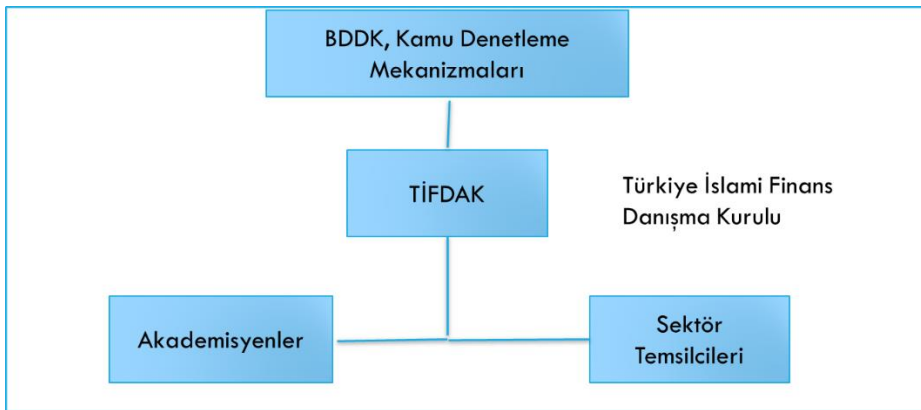 BDDK, Kamu Denetleme
Mekanizmaları
TİFDAK
Türkiye İslami Finans
Danışma Kurulu
Akademisyenler
Sektör
Temsilcileri